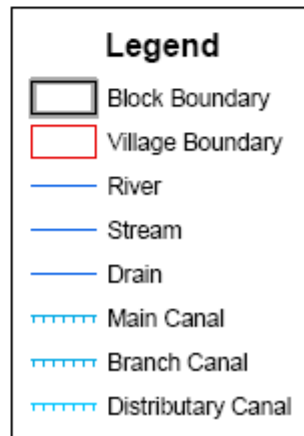 Legend
Block Boundary
Village Boundary
River
Stream
Drain
Main Canal
Branch Canal
Distributary Canal